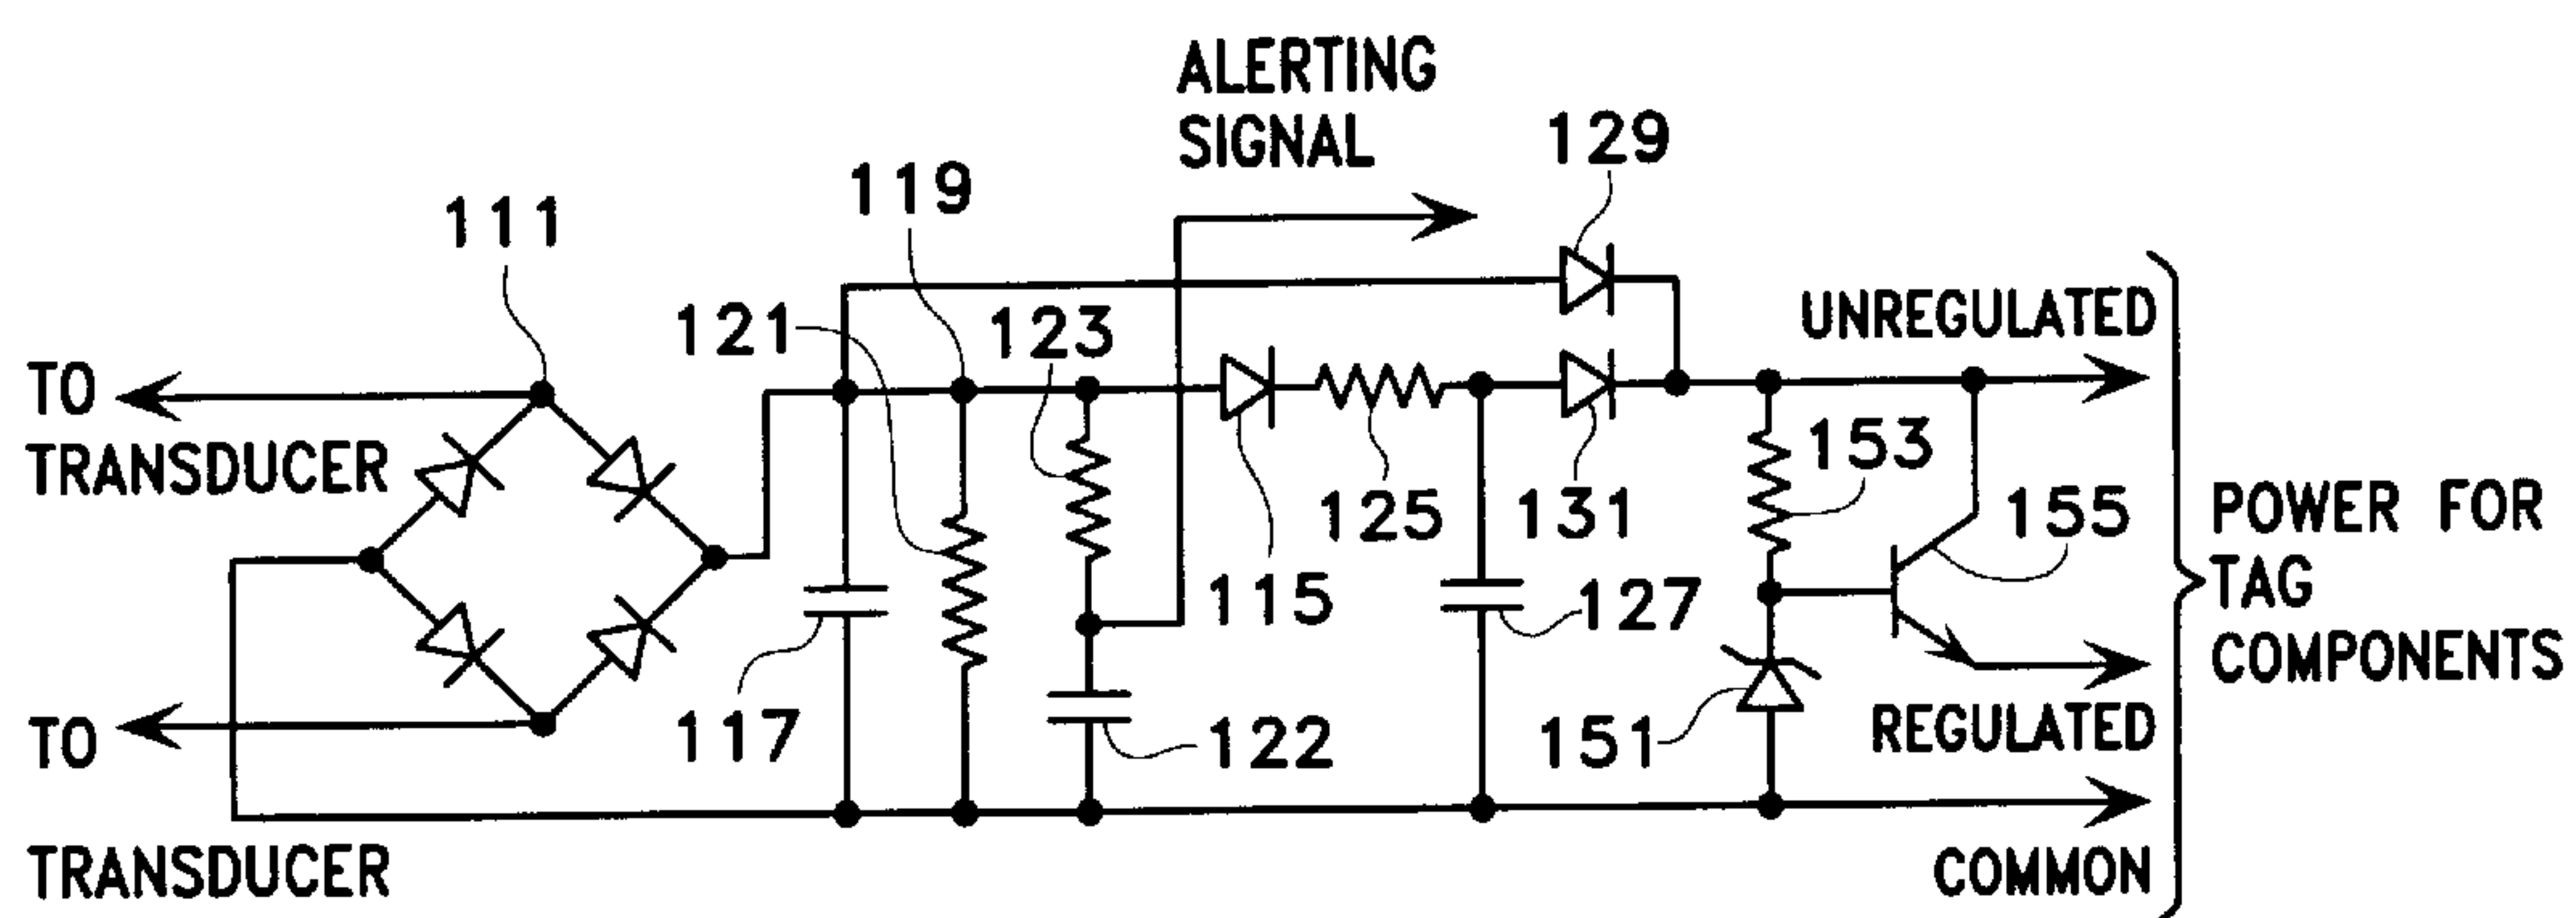 ALERTING
SIGNAL
129
119
111
121
123
UNREGULATED
TO
TRANSDUCER
153
125
131
155
POWER FOR
TAG
COMPONENTS
115
127
117
122
151
REGULATED
TO
TRANSDUCER
COMMON